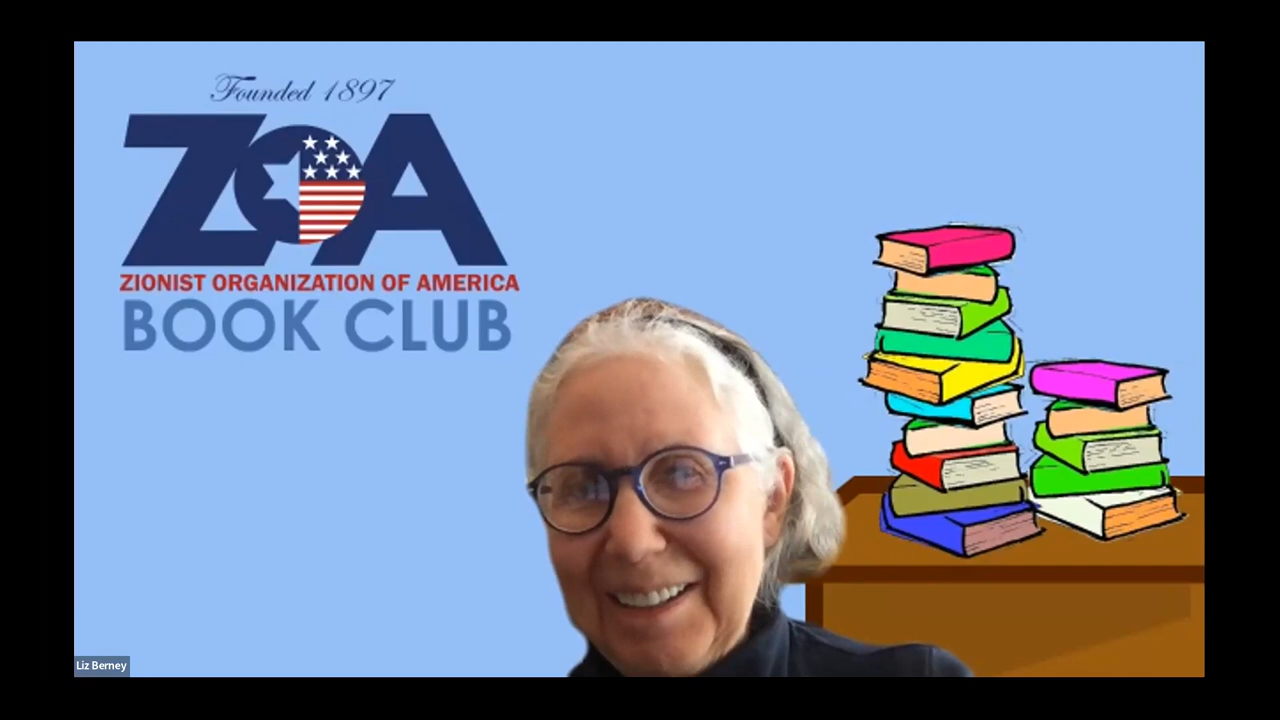 Founded 1897
ZOA
ZIONIST ORGANIZATION OF AMERICA
BOOK CLUB
Liz Berney